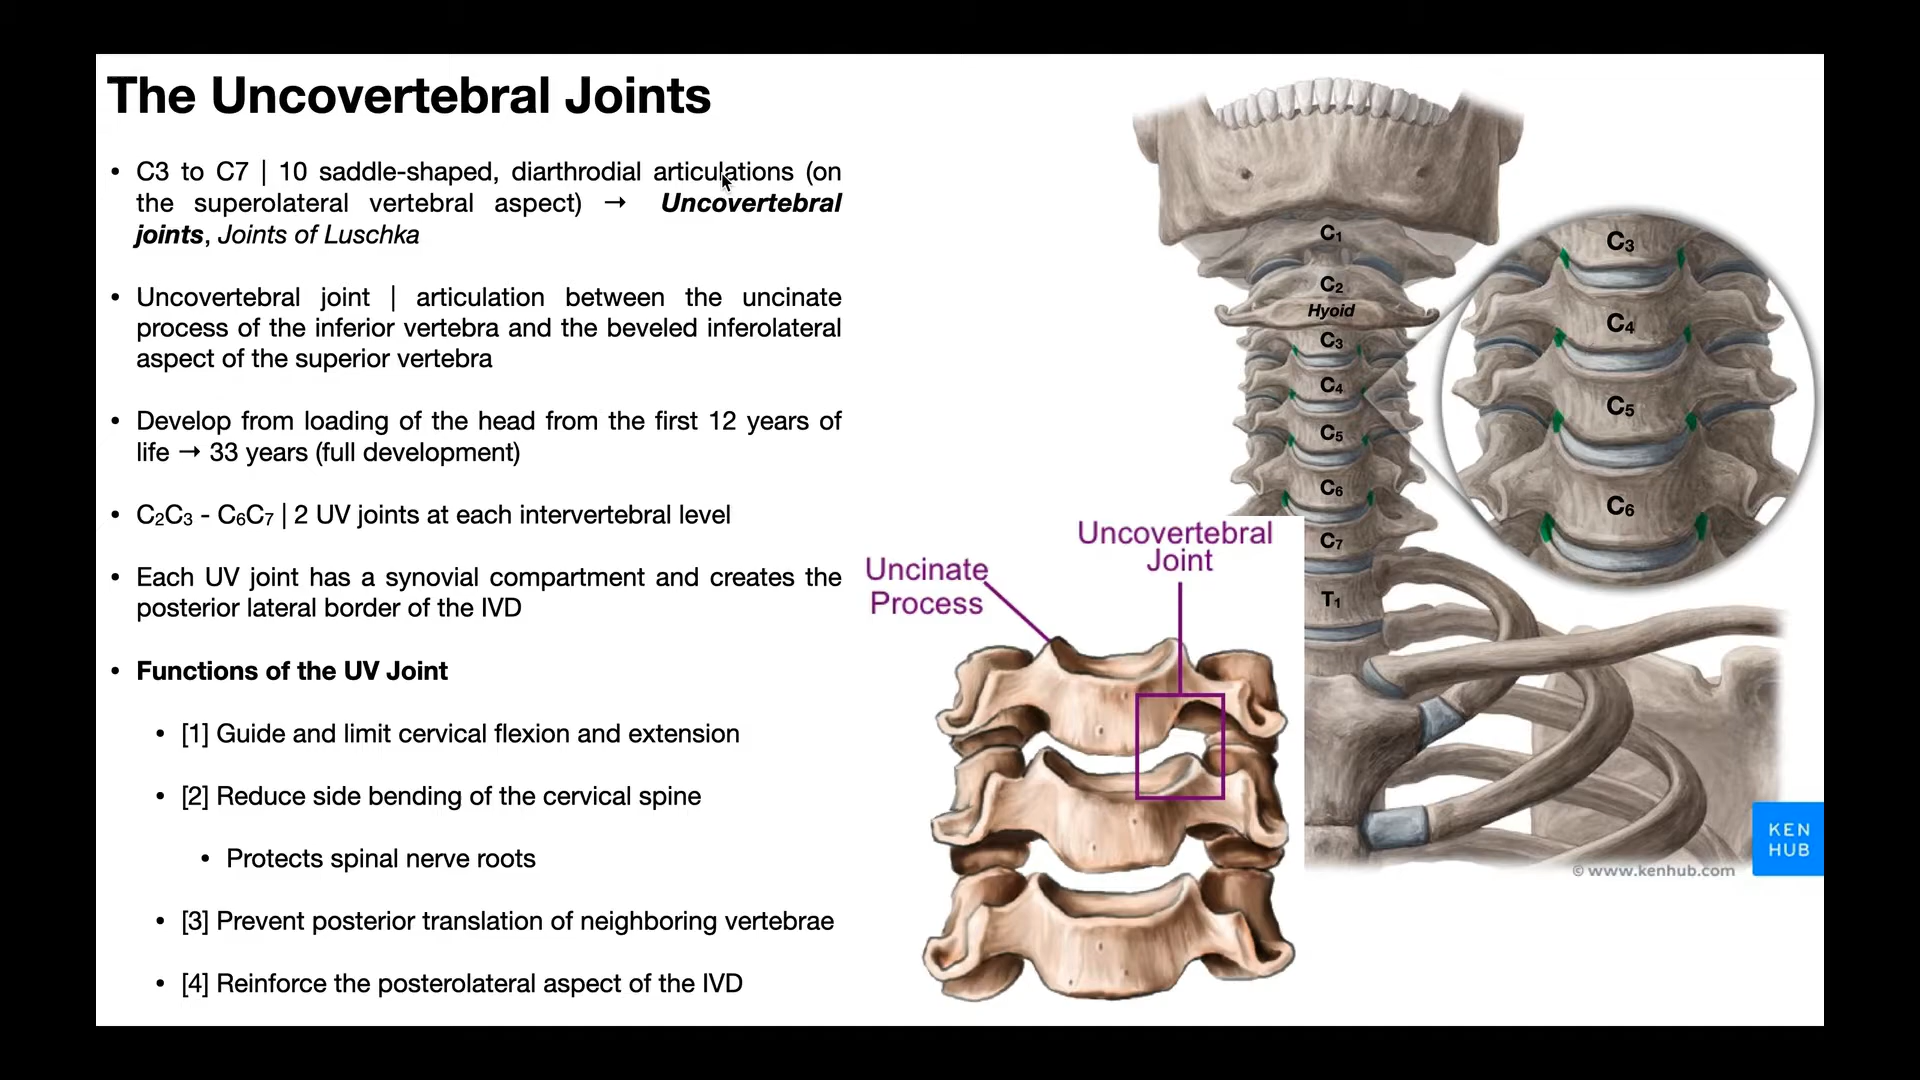 The Uncovertebral Joints
• C3 to C7 | 10 saddle-shaped, diarthrodial articulations (on
the superolateral vertebral aspect) → Uncovertebral
joints, Joints of Luschka
• Uncovertebral joint | articulation between the uncinate
process of the inferior vertebra and the beveled inferolateral
aspect of the superior vertebra
• Develop from loading of the head from the first 12 years of
life → 33 years (full development)
• C₂C₃ - C₆C₇ | 2 UV joints at each intervertebral level
• Each UV joint has a synovial compartment and creates the
posterior lateral border of the IVD
• Functions of the UV Joint
• [1] Guide and limit cervical flexion and extension
• [2] Reduce side bending of the cervical spine
• Protects spinal nerve roots
• [3] Prevent posterior translation of neighboring vertebrae
• [4] Reinforce the posterolateral aspect of the IVD
Uncinate
Process
Uncovertebral
Joint
C₁
C₂
Hyoid
C₃
C₄
C₅
C₆
C₇
T₁
C₃
C₄
C₅
C₆
KEN
HUB
© www.kenhub.com